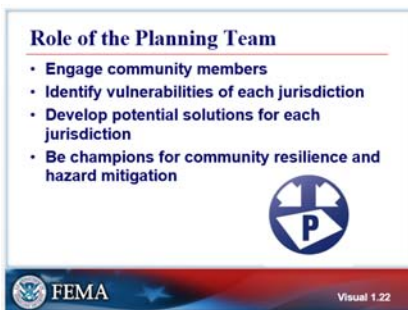 Role of the Planning Team
• Engage community members
• Identify vulnerabilities of each jurisdiction
• Develop potential solutions for each
jurisdiction
• Be champions for community resilience and
hazard mitigation
P
FEMA
Visual 1.22